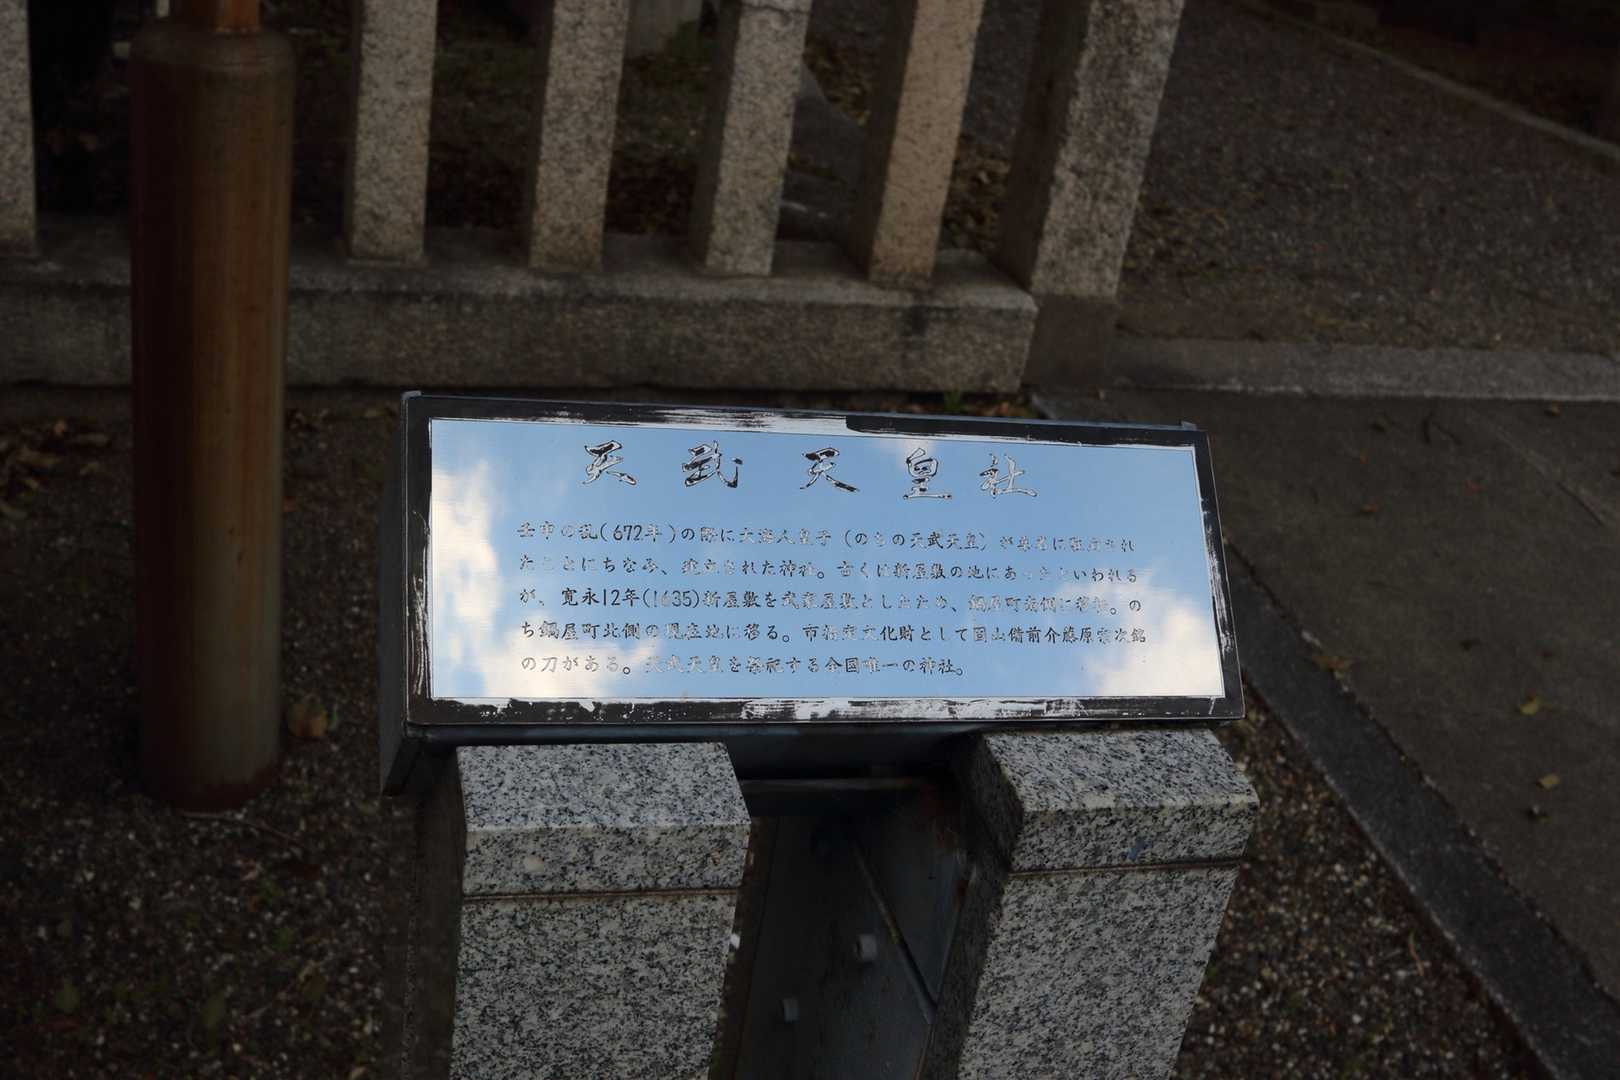 天武天皇社
壬申の乱(672年)の際に大海人皇子(のちの天武天皇)が桑名に駐泊され
たことにちなみ、建立された神社。古くは新屋敷の地にあったといわれる
が、寛永12年(1635)新屋敷を武家屋敷としたため、鍋屋町南側に移転。の
ち鍋屋町北側の現在地に移る。市指定文化財として固山備前介藤原宗次銘
の刀がある。天武天皇を祭祀する全国唯一の神社。